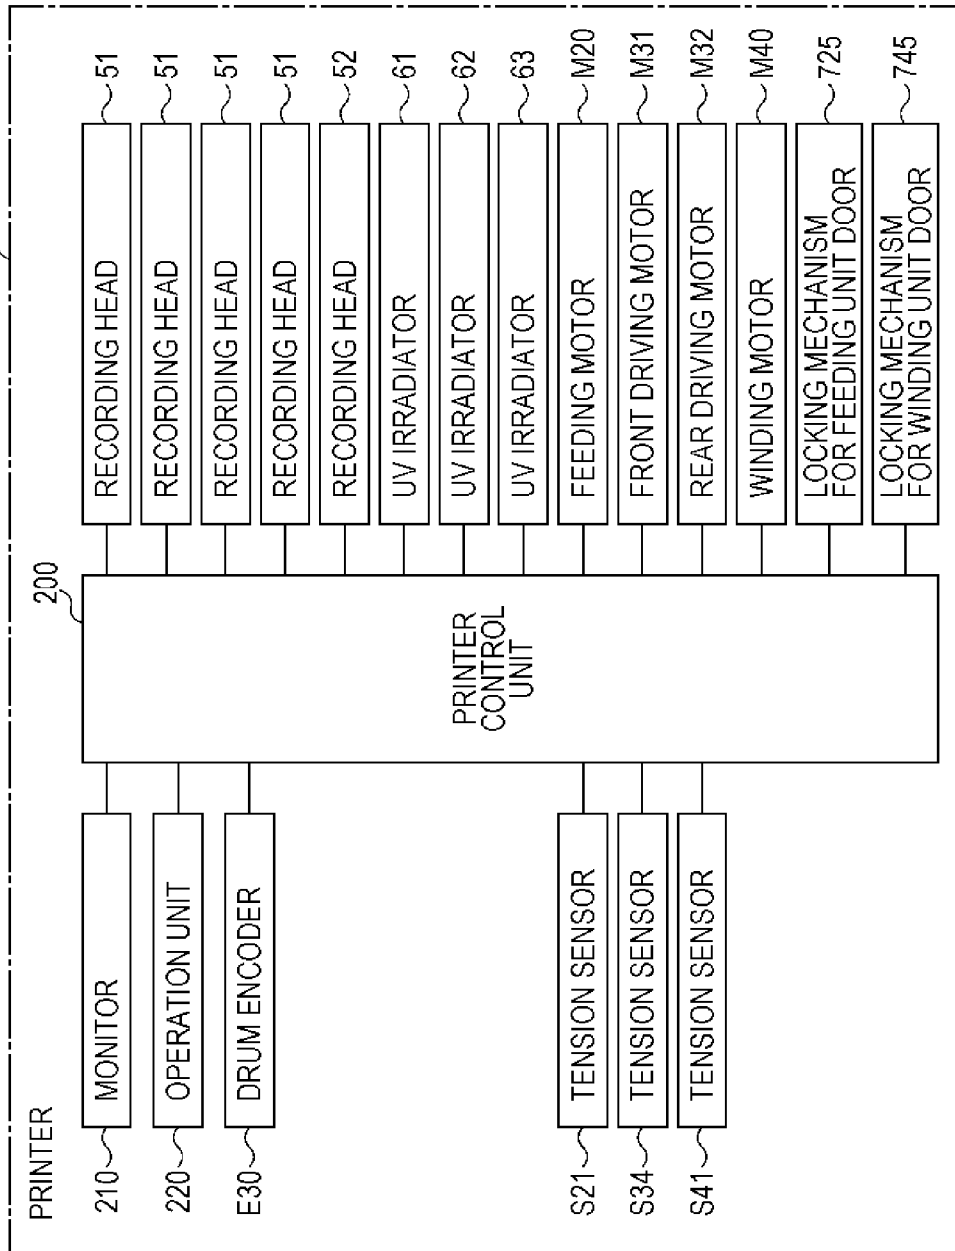 PRINTER
210
MONITOR
220
OPERATION UNIT
E30
DRUM ENCODER
S21
TENSION SENSOR
S34
TENSION SENSOR
S41
TENSION SENSOR
200
PRINTER
CONTROL
UNIT
RECORDING HEAD
51
RECORDING HEAD
51
RECORDING HEAD
51
RECORDING HEAD
51
RECORDING HEAD
52
UV IRRADIATOR
61
UV IRRADIATOR
62
UV IRRADIATOR
63
FEEDING MOTOR
M20
FRONT DRIVING MOTOR
M31
REAR DRIVING MOTOR
M32
WINDING MOTOR
M40
LOCKING MECHANISM
FOR FEEDING UNIT DOOR
725
LOCKING MECHANISM
FOR WINDING UNIT DOOR
745